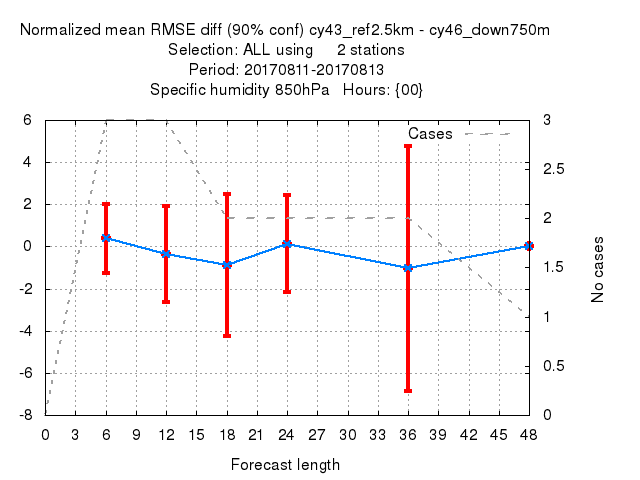 Normalized mean RMSE diff (90% conf) cy43_ref2.5km - cy46_down750m
Selection: ALL using 2 stations
Period: 20170811-20170813
Specific humidity 850hPa Hours: {00}
Cases
6
4
2
0
-2
-4
-6
-8
3
2.5
2
1.5
1
0.5
0
No cases
0 3 6 9 12 15 18 21 24 27 30 33 36 39 42 45 48
Forecast length